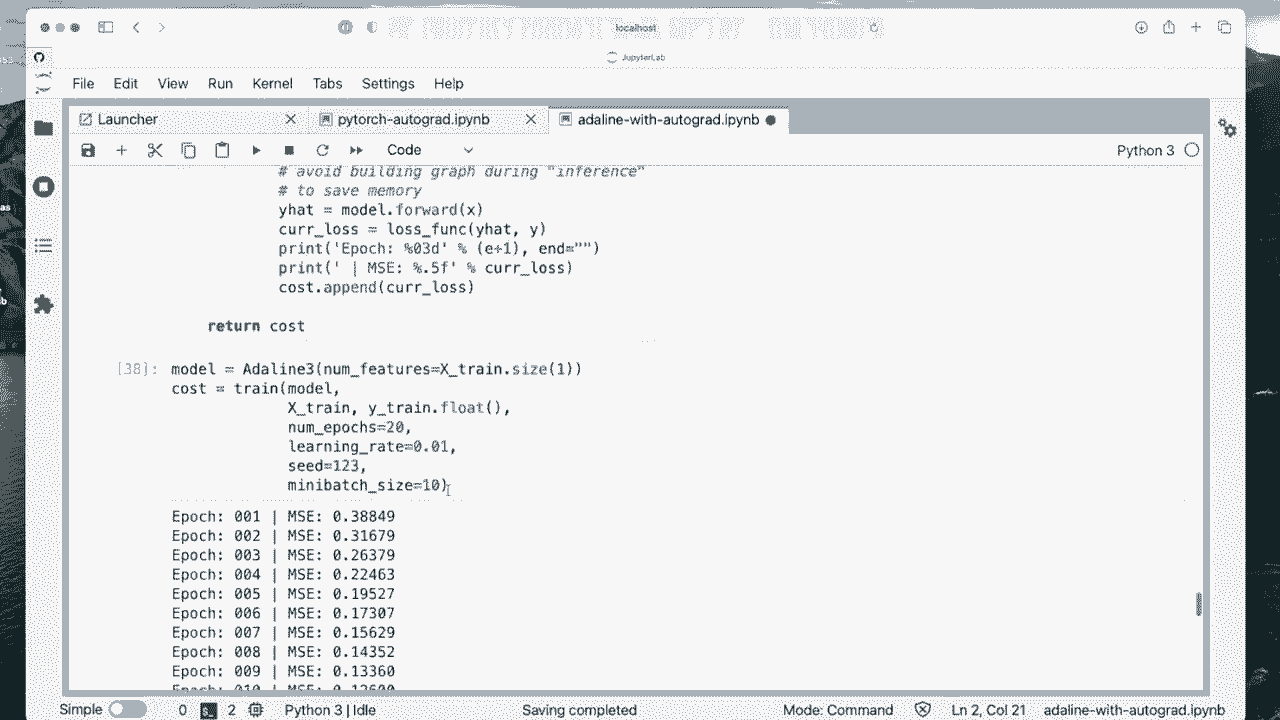 localhost
JupyterLab
File Edit View Run Kernel Tabs Settings Help
Launcher pytorch-autograd.ipynb adaline-with-autograd.ipynb
Code Python 3
# avoid building graph during "inference"
# to save memory
yhat = model.forward(x)
curr_loss = loss_func(yhat, y)
print('Epoch: %03d' % (e+1), end="")
print(' | MSE: %.5f' % curr_loss)
cost.append(curr_loss)
return cost
[38]: model = Adaline3(num_features=X_train.size(1))
cost = train(model,
X_train, y_train.float(),
num_epochs=20,
learning_rate=0.01,
seed=123,
minibatch_size=10)
Epoch: 001 | MSE: 0.38849
Epoch: 002 | MSE: 0.31679
Epoch: 003 | MSE: 0.26379
Epoch: 004 | MSE: 0.22463
Epoch: 005 | MSE: 0.19527
Epoch: 006 | MSE: 0.17307
Epoch: 007 | MSE: 0.15629
Epoch: 008 | MSE: 0.14352
Epoch: 009 | MSE: 0.13360
Epoch: 010 | MSE: 0.12600
Simple 0 2 Python 3 | Idle Saving completed Mode: Command Ln 2, Col 21 adaline-with-autograd.ipynb